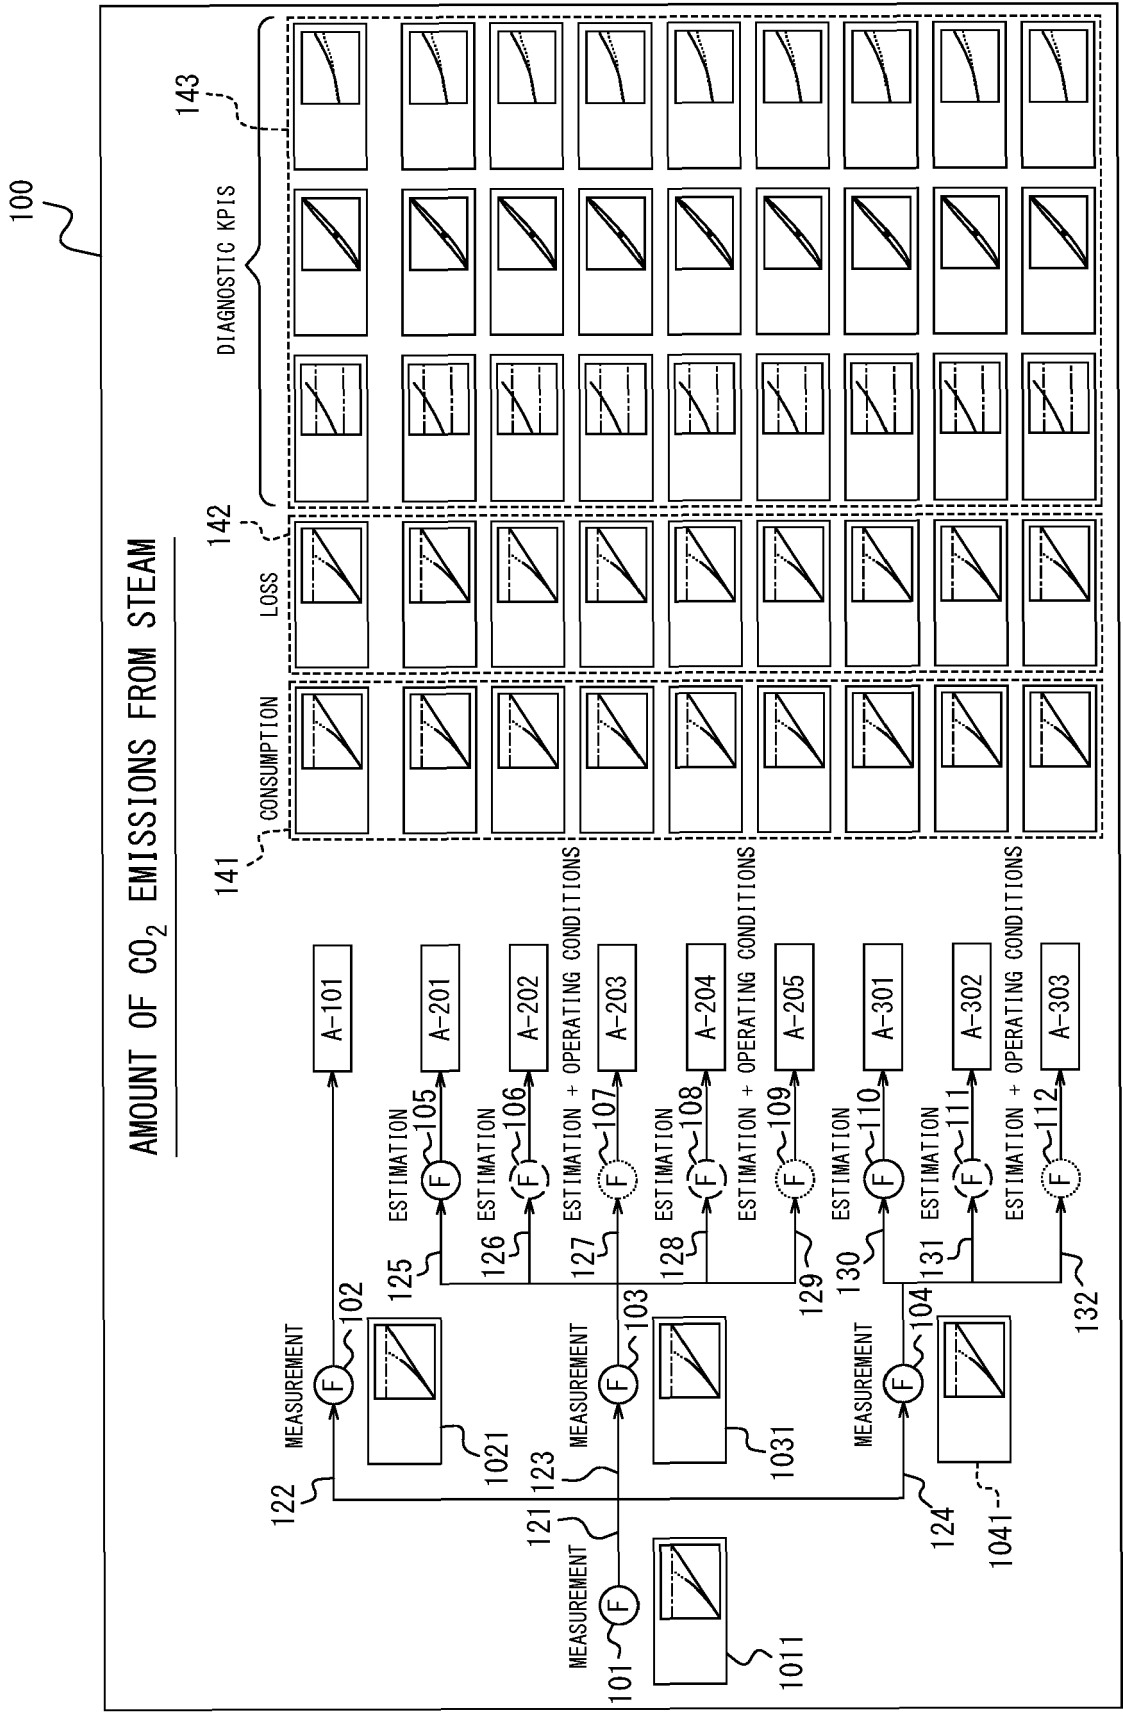 100
AMOUNT OF CO2 EMISSIONS FROM STEAM
141
CONSUMPTION
142
LOSS
DIAGNOSTIC KPIS
143
MEASUREMENT
F
102
122
1021
A-101
ESTIMATION
F
105
125
A-201
ESTIMATION
F
106
126
A-202
ESTIMATION + OPERATING CONDITIONS
F
107
127
A-203
MEASUREMENT
F
101
121
1011
MEASUREMENT
F
103
123
1031
ESTIMATION
F
108
128
A-204
ESTIMATION + OPERATING CONDITIONS
F
109
129
A-205
MEASUREMENT
F
104
124
1041
ESTIMATION
F
110
130
A-301
ESTIMATION
F
111
131
A-302
ESTIMATION + OPERATING CONDITIONS
F
112
132
A-303